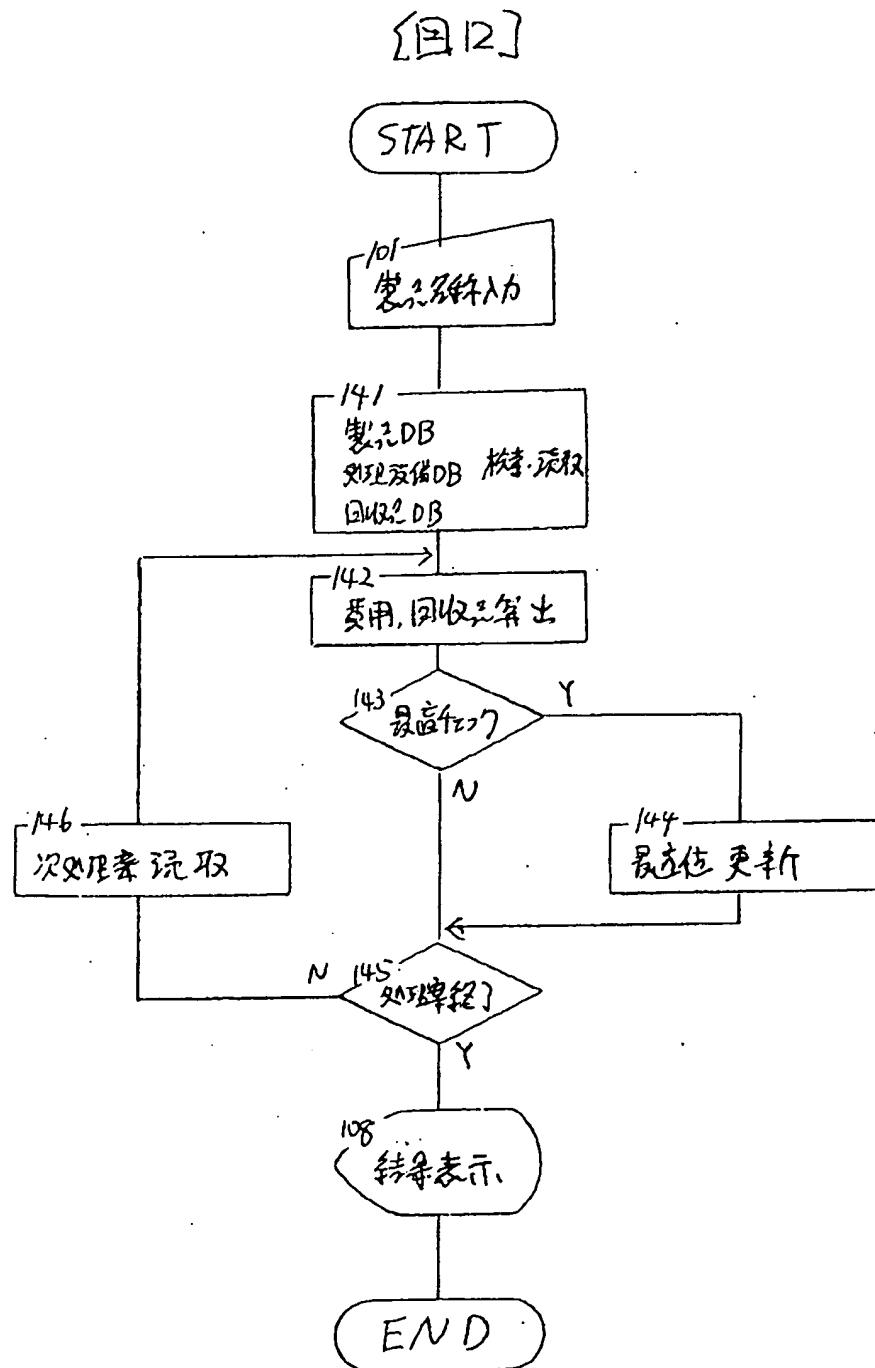 [図12]
START
101
製品名称入力
141
製品DB
処理設備DB 検索・読取
回収品DB
142
費用,回収品算出
143
最適チェック
Y
N
144
最適値 更新
146
次処理案 読取
N
145
処理案終了
Y
108
結果表示
END